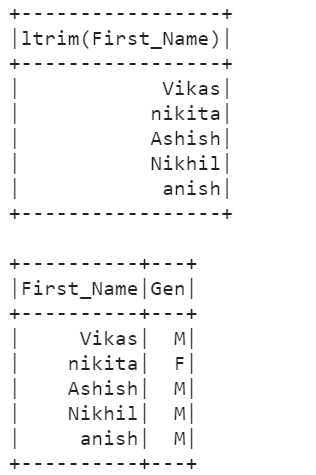 +-----------------+
|ltrim(First_Name)|
+-----------------+
|            Vikas|
|           nikita|
|           Ashish|
|           Nikhil|
|            anish|
+-----------------+

+----------+---+
|First_Name|Gen|
+----------+---+
|     Vikas|  M|
|    nikita|  F|
|    Ashish|  M|
|    Nikhil|  M|
|     anish|  M|
+----------+---+